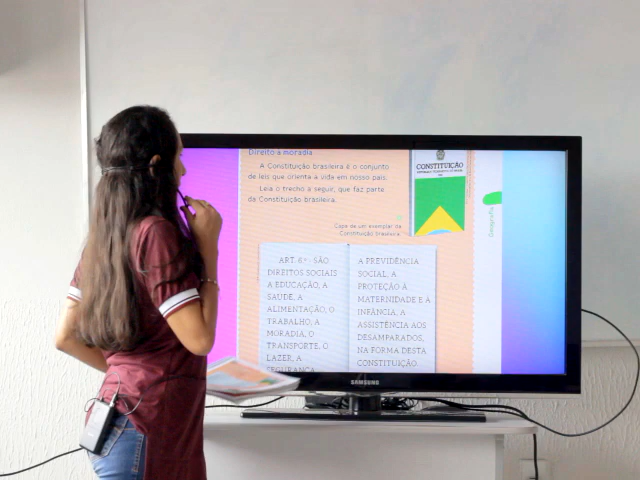 Direito a moradia
A Constituição brasileira é o conjunto
de leis que orienta a vida em nosso país.
Leia o trecho a seguir, que faz parte
da Constituição brasileira.
CONSTITUIÇÃO
Capa de um exemplar da
Constituição brasileira.
Geografia
ART. 6º - SÃO
DIREITOS SOCIAIS
A EDUCAÇÃO, A
SAÚDE, A
ALIMENTAÇÃO, O
TRABALHO, A
MORADIA, O
TRANSPORTE, O
LAZER, A
SEGURANÇA,
A PREVIDÊNCIA
SOCIAL, A
PROTEÇÃO À
MATERNIDADE E À
INFÂNCIA, A
ASSISTÊNCIA AOS
DESAMPARADOS,
NA FORMA DESTA
CONSTITUIÇÃO.
SAMSUNG